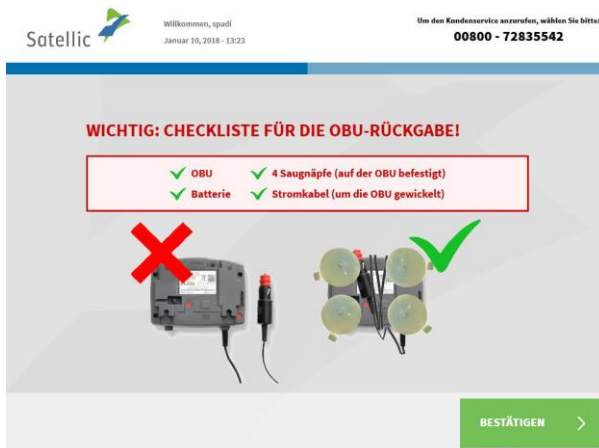 Satellic
Willkommen, spadí
Januar 10, 2018 - 13:23
Um den Kundenservice anzurufen, wählen Sie bitte:
00800 - 72835542
WICHTIG: CHECKLISTE FÜR DIE OBU-RÜCKGABE!
OBU
4 Saugnäpfe (auf der OBU befestigt)
Batterie
Stromkabel (um die OBU gewickelt)
BESTÄTIGEN